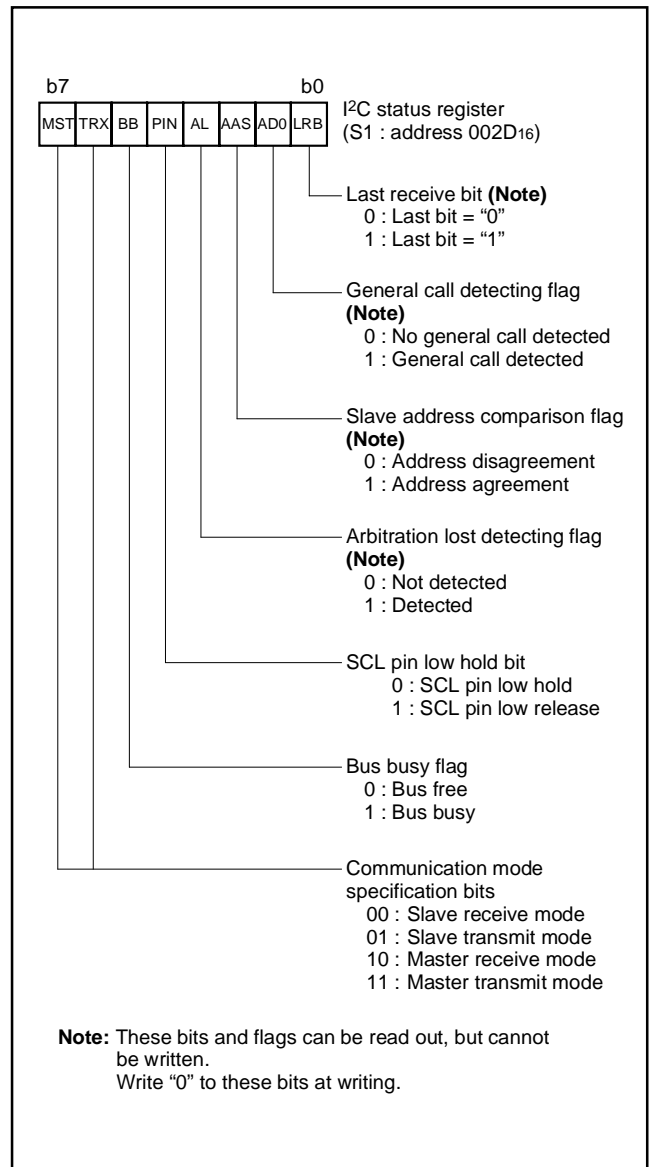 b7 b0
MST TRX BB PIN AL AAS AD0 LRB
I²C status register
(S1 : address 002D₁₆)
Last receive bit (Note)
0 : Last bit = “0”
1 : Last bit = “1”
General call detecting flag
(Note)
0 : No general call detected
1 : General call detected
Slave address comparison flag
(Note)
0 : Address disagreement
1 : Address agreement
Arbitration lost detecting flag
(Note)
0 : Not detected
1 : Detected
SCL pin low hold bit
0 : SCL pin low hold
1 : SCL pin low release
Bus busy flag
0 : Bus free
1 : Bus busy
Communication mode
specification bits
00 : Slave receive mode
01 : Slave transmit mode
10 : Master receive mode
11 : Master transmit mode
Note: These bits and flags can be read out, but cannot
be written.
Write “0” to these bits at writing.